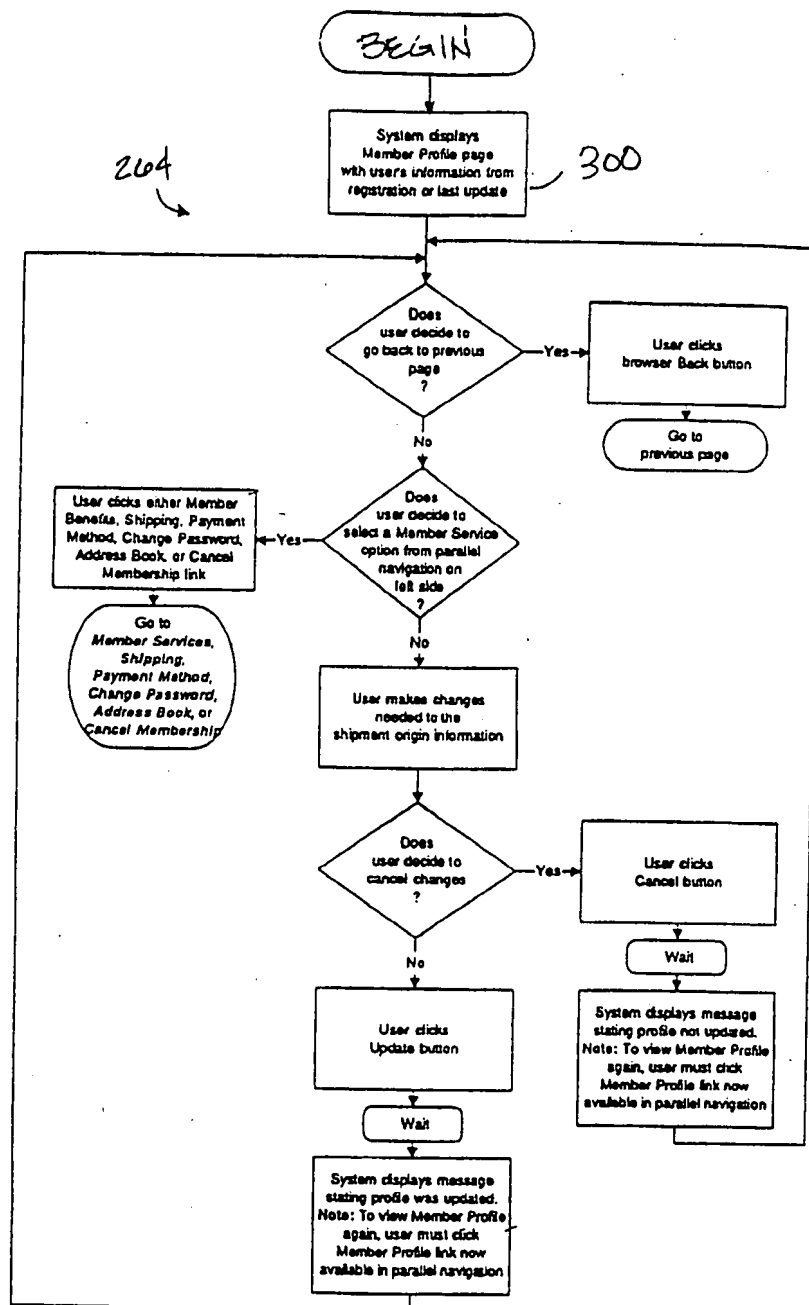 BEGIN
System displays
Member Profile page
with user's information from
registration or last update
264
300
Does
user decide to
go back to previous
page
?
Yes
User clicks
browser Back button
Go to
previous page
No
Does
user decide to
select a Member Service
option from parallel
navigation on
left side
?
Yes
User clicks either Member
Benefits, Shipping, Payment
Method, Change Password,
Address Book, or Cancel
Membership link
Go to
Member Services,
Shipping,
Payment Method,
Change Password,
Address Book, or
Cancel Membership
No
User makes changes
needed to the
shipment origin information
Does
user decide to
cancel changes
?
Yes
User clicks
Cancel button
Wait
System displays message
stating profile not updated.
Note: To view Member Profile
again, user must click
Member Profile link now
available in parallel navigation
No
User clicks
Update button
Wait
System displays message
stating profile was updated.
Note: To view Member Profile
again, user must click
Member Profile link now
available in parallel navigation